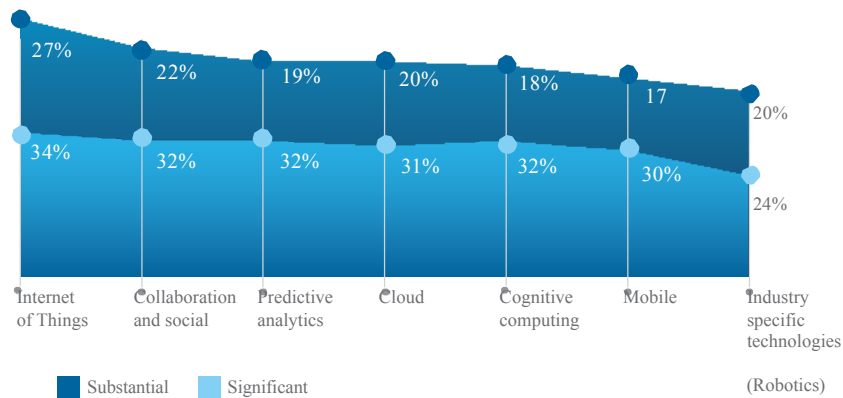 27%
22%
19%
20%
18%
17
20%
34%
32%
32%
31%
32%
30%
24%
Internet
of Things
Collaboration
and social
Predictive
analytics
Cloud
Cognitive
computing
Mobile
Industry
specific
technologies
(Robotics)
Substantial
Significant